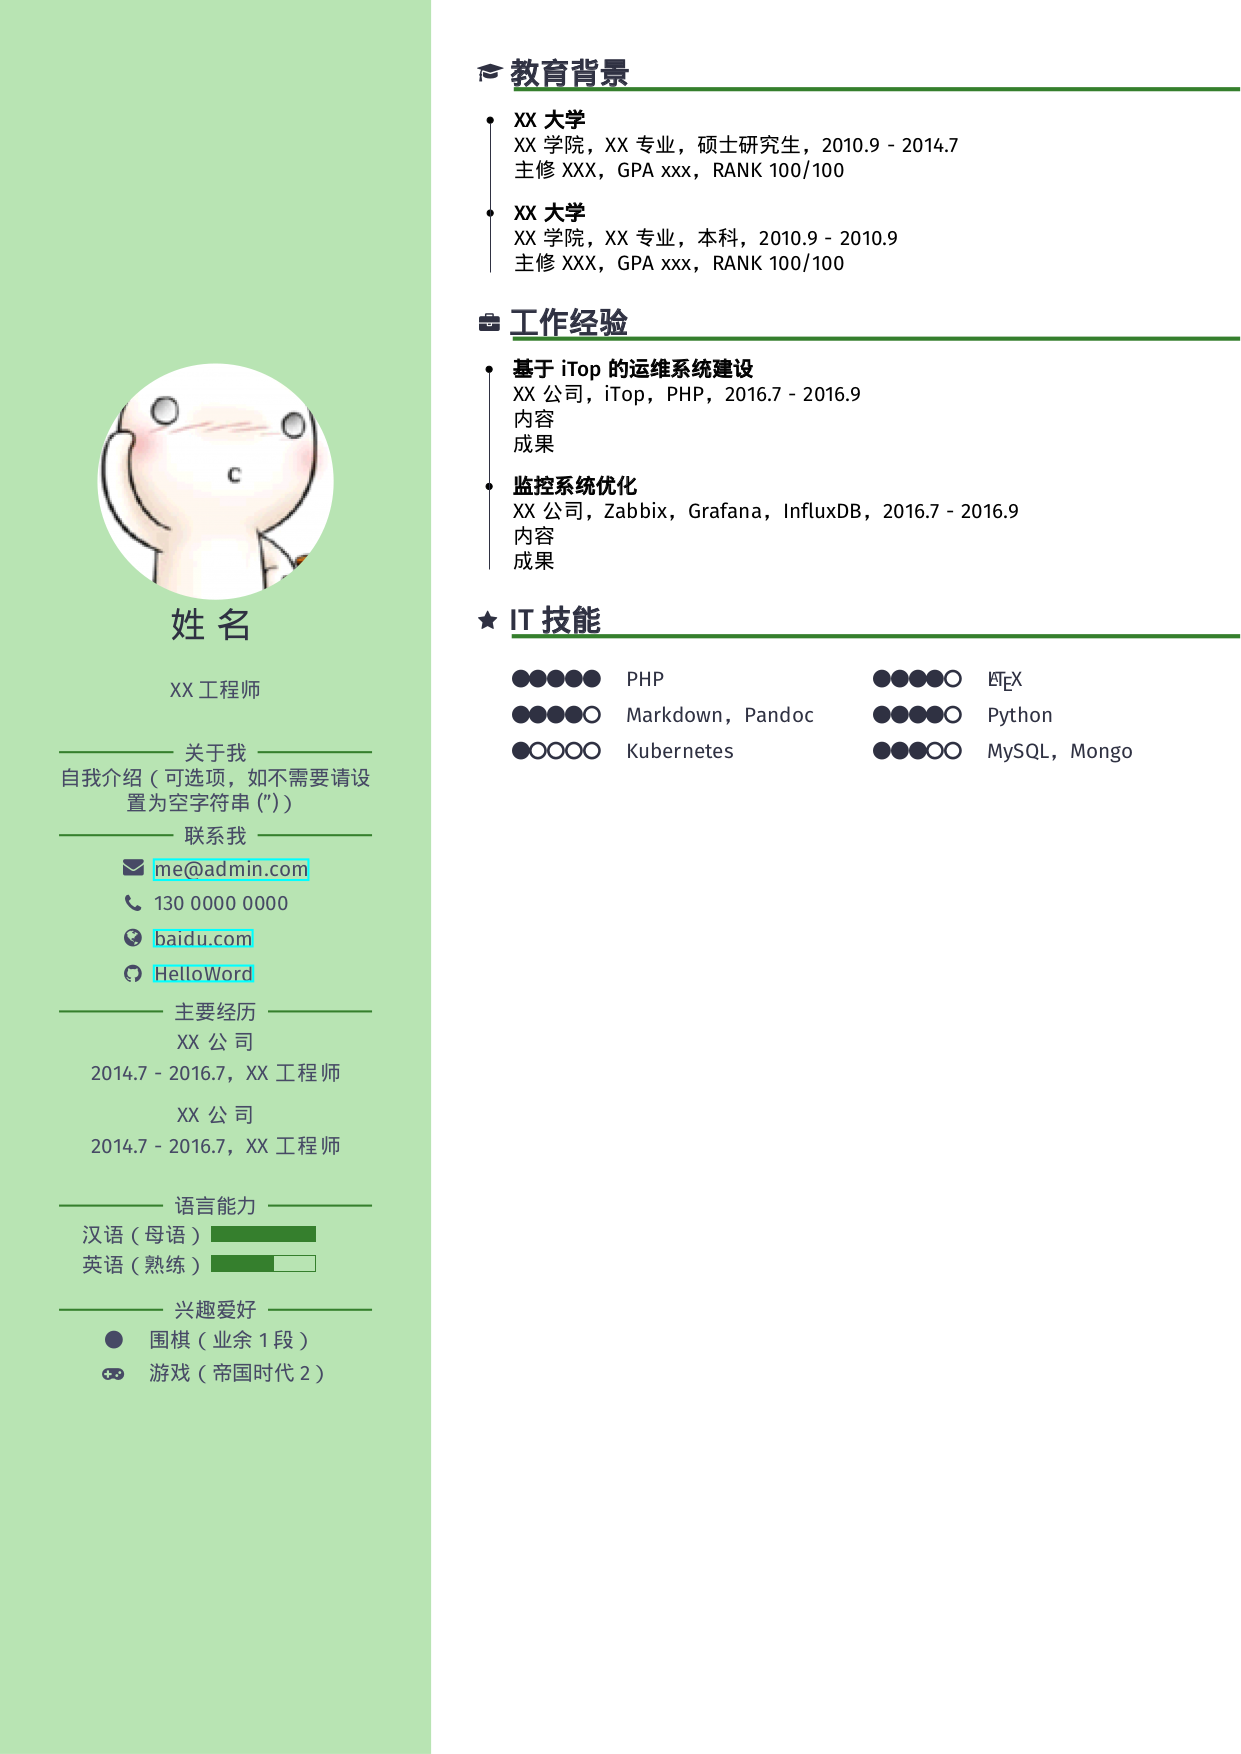 姓 名
XX 工程师
关于我
自我介绍（可选项，如不需要请设
置为空字符串 (”)）
联系我
me@admin.com
130 0000 0000
baidu.com
HelloWord
主要经历
XX 公 司
2014.7 - 2016.7，XX 工程师
XX 公 司
2014.7 - 2016.7，XX 工程师
语言能力
汉语（母语）
英语（熟练）
兴趣爱好
围棋（业余 1 段）
游戏（帝国时代 2）
教育背景
XX 大学
XX 学院，XX 专业，硕士研究生，2010.9 - 2014.7
主修 XXX，GPA xxx，RANK 100/100
XX 大学
XX 学院，XX 专业，本科，2010.9 - 2010.9
主修 XXX，GPA xxx，RANK 100/100
工作经验
基于 iTop 的运维系统建设
XX 公司，iTop，PHP，2016.7 - 2016.9
内容
成果
监控系统优化
XX 公司，Zabbix，Grafana，InfluxDB，2016.7 - 2016.9
内容
成果
IT 技能
PHP LATEX
Markdown，Pandoc Python
Kubernetes MySQL，Mongo